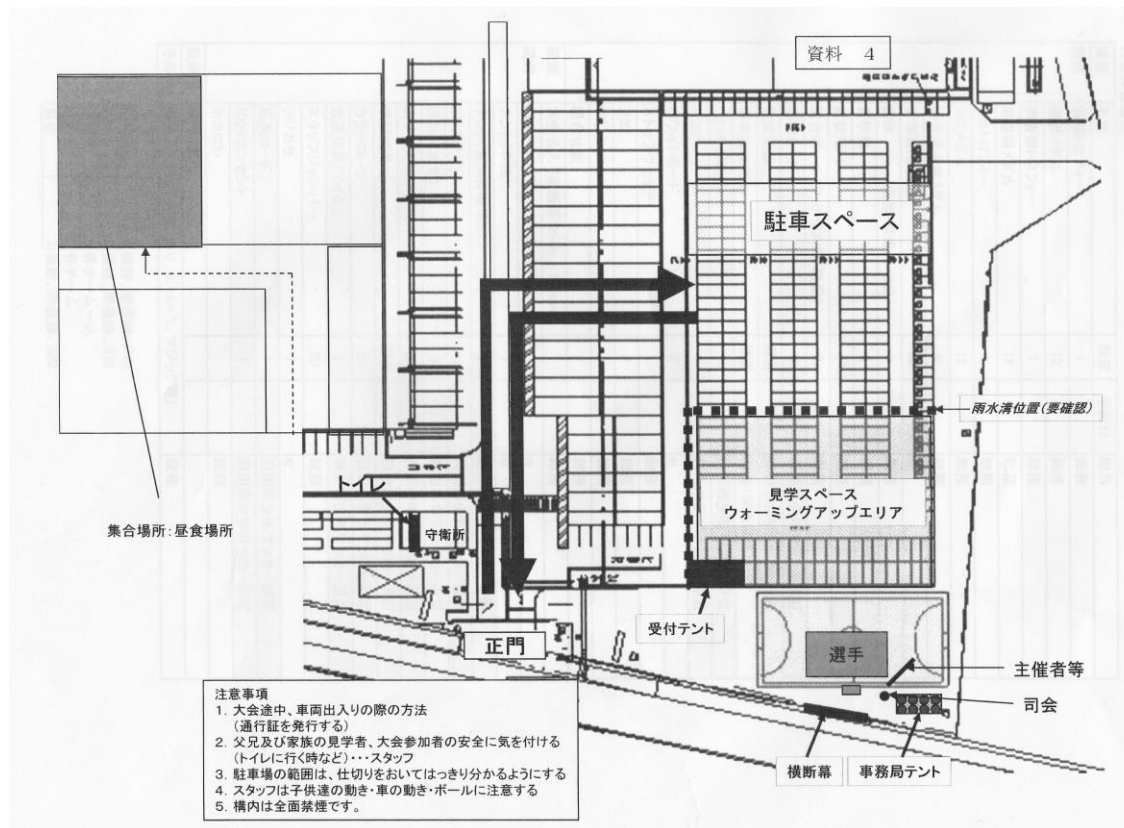 資料 4
駐車スペース
雨水溝位置(要確認)
見学スペース
ウォーミングアップエリア
トイレ
守衛所
集合場所:昼食場所
受付テント
正門
選手
主催者等
司会
横断幕
事務局テント
注意事項
1. 大会途中、車両出入りの際の方法
(通行証を発行する)
2. 父兄及び家族の見学者、大会参加者の安全に気を付ける
(トイレに行く時など)・・・スタッフ
3. 駐車場の範囲は、仕切りをおいてはっきり分かるようにする
4. スタッフは子供達の動き・車の動き・ボールに注意する
5. 構内は全面禁煙です。